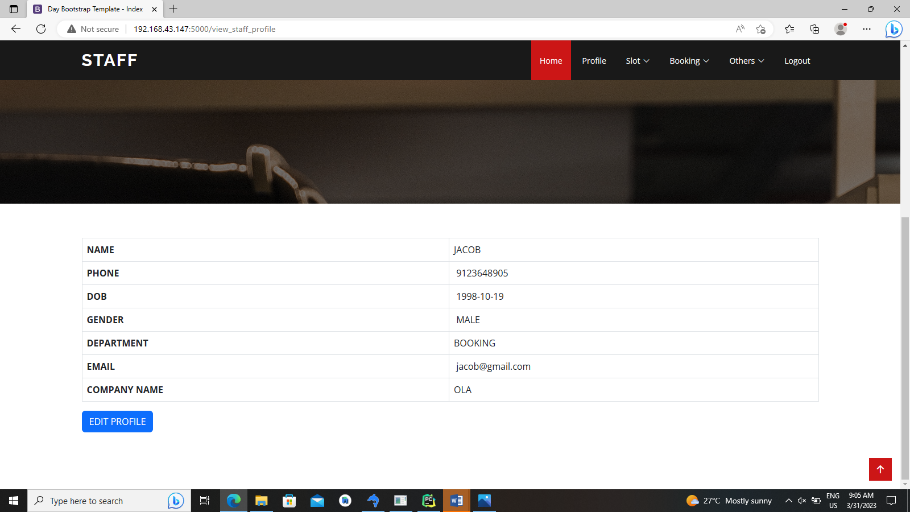 Day Bootstrap Template - Index
Not secure 192.168.43.147:5000/view_staff_profile
STAFF Home Profile Slot Booking Others Logout
NAME JACOB
PHONE 9123648905
DOB 1998-10-19
GENDER MALE
DEPARTMENT BOOKING
EMAIL jacob@gmail.com
COMPANY NAME OLA
EDIT PROFILE
Type here to search 27°C Mostly sunny ENG 9:05 AM
US 3/31/2023